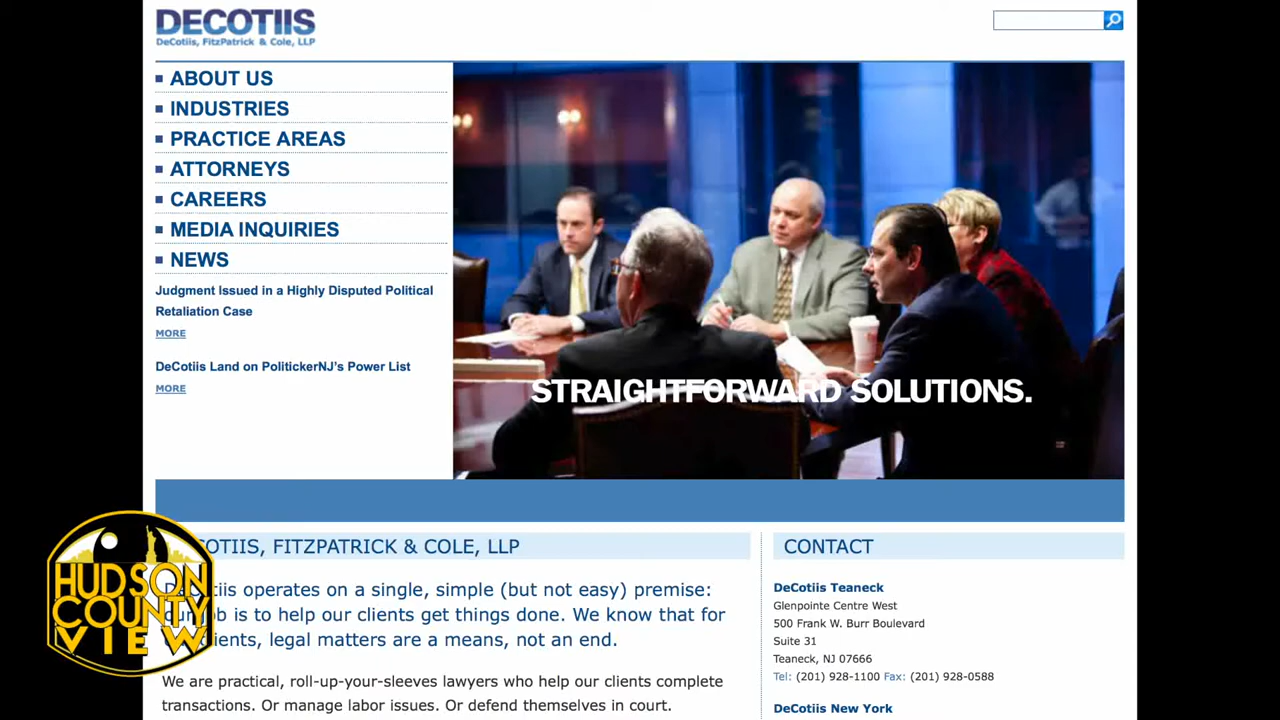 DECOTIIS
DeCotiis, FitzPatrick & Cole, LLP
ABOUT US
INDUSTRIES
PRACTICE AREAS
ATTORNEYS
CAREERS
MEDIA INQUIRIES
NEWS
Judgment Issued in a Highly Disputed Political
Retaliation Case
MORE
DeCotiis Land on PolitickerNJ's Power List
MORE
STRAIGHTFORWARD SOLUTIONS.
COTIIS, FITZPATRICK & COLE, LLP
DeCotiis operates on a single, simple (but not easy) premise:
our job is to help our clients get things done. We know that for
clients, legal matters are a means, not an end.
We are practical, roll-up-your-sleeves lawyers who help our clients complete
transactions. Or manage labor issues. Or defend themselves in court.
CONTACT
DeCotiis Teaneck
Glenpointe Centre West
500 Frank W. Burr Boulevard
Suite 31
Teaneck, NJ 07666
Tel: (201) 928-1100 Fax: (201) 928-0588
DeCotiis New York
HUDSON
COUNTY
VIEW